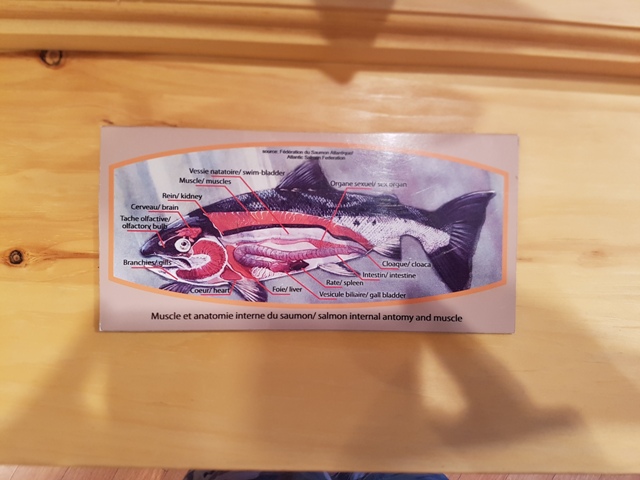 source: Fédération du Saumon Atlantique/
Atlantic Salmon Federation
Vessie natatoire/ swim-bladder
Muscle/ muscles
Organe sexuel/ sex organ
Rein/ kidney
Cerveau/ brain
Tache olfactive/
olfactory bulb
Branchies/ gills
Cloaque/ cloaca
Intestin/ intestine
Rate/ spleen
Coeur/ heart
Foie/ liver
Vesicule biliaire/ gall bladder
Muscle et anatomie interne du saumon/ salmon internal antomy and muscle